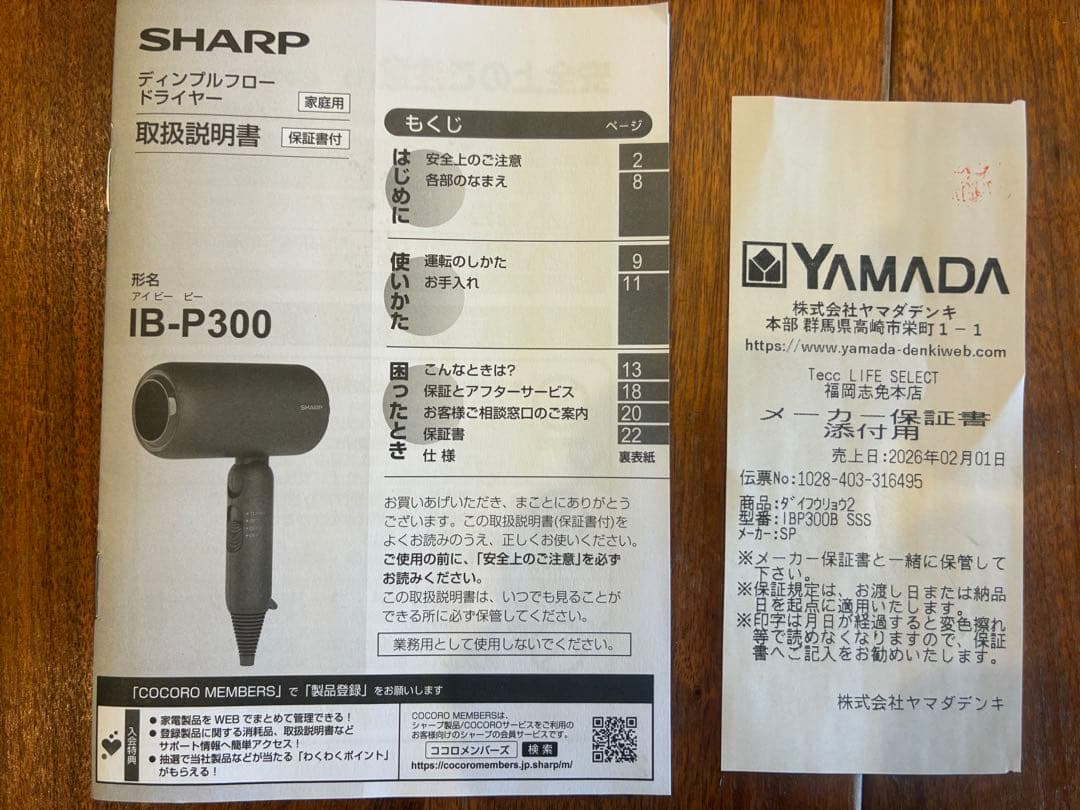 SHARP
ディンプルフロー
ドライヤー
家庭用
取扱説明書
保証書付
形名
アイ ビー ピー
IB-P300
SHARP
もくじ
ページ
はじめに
安全上のご注意 2
各部のなまえ 8
使いかた
運転のしかた 9
お手入れ 11
困ったとき
こんなときは? 13
保証とアフターサービス 18
お客様ご相談窓口のご案内 20
保証書 22
仕様 裏表紙
お買いあげいただき、まことにありがとう
ございます。この取扱説明書(保証書付)を
よくお読みのうえ、正しくお使いください。
ご使用の前に、「安全上のご注意」を必ず
お読みください。
この取扱説明書は、いつでも見ることが
できる所に必ず保管してください。
業務用として使用しないでください。
「COCORO MEMBERS」で「製品登録」をお願いします
入会特典
● 家電製品をWEBでまとめて管理できる!
● 登録製品に関する消耗品、取扱説明書など
サポート情報へ簡単アクセス!
● 抽選で当社製品などが当たる「わくわくポイント」
がもらえる!
COCORO MEMBERSは、
シャープ製品/COCOROサービスをご利用の
お客様向けのシャープの会員サービスです。
ココロメンバーズ 検索
https://cocoromembers.jp.sharp/m/
YAMADA
株式会社ヤマダデンキ
本部 群馬県高崎市栄町1-1
https://www.yamada-denkiweb.com
Tecc LIFE SELECT
福岡志免本店
メーカー保証書
添付用
売上日:2026年02月01日
伝票No:1028-403-316495
商品:ダイフウリョウ2
型番:IBP300B SSS
メーカー:SP
※メーカー保証書と一緒に保管して
下さい。
※保証規定は、お渡し日または納品
日を起点に適用いたします。
※印字は月日が経過すると変色擦れ
等で読めなくなりますので、保証
書へご記入をお勧めいたします。
株式会社ヤマダデンキ